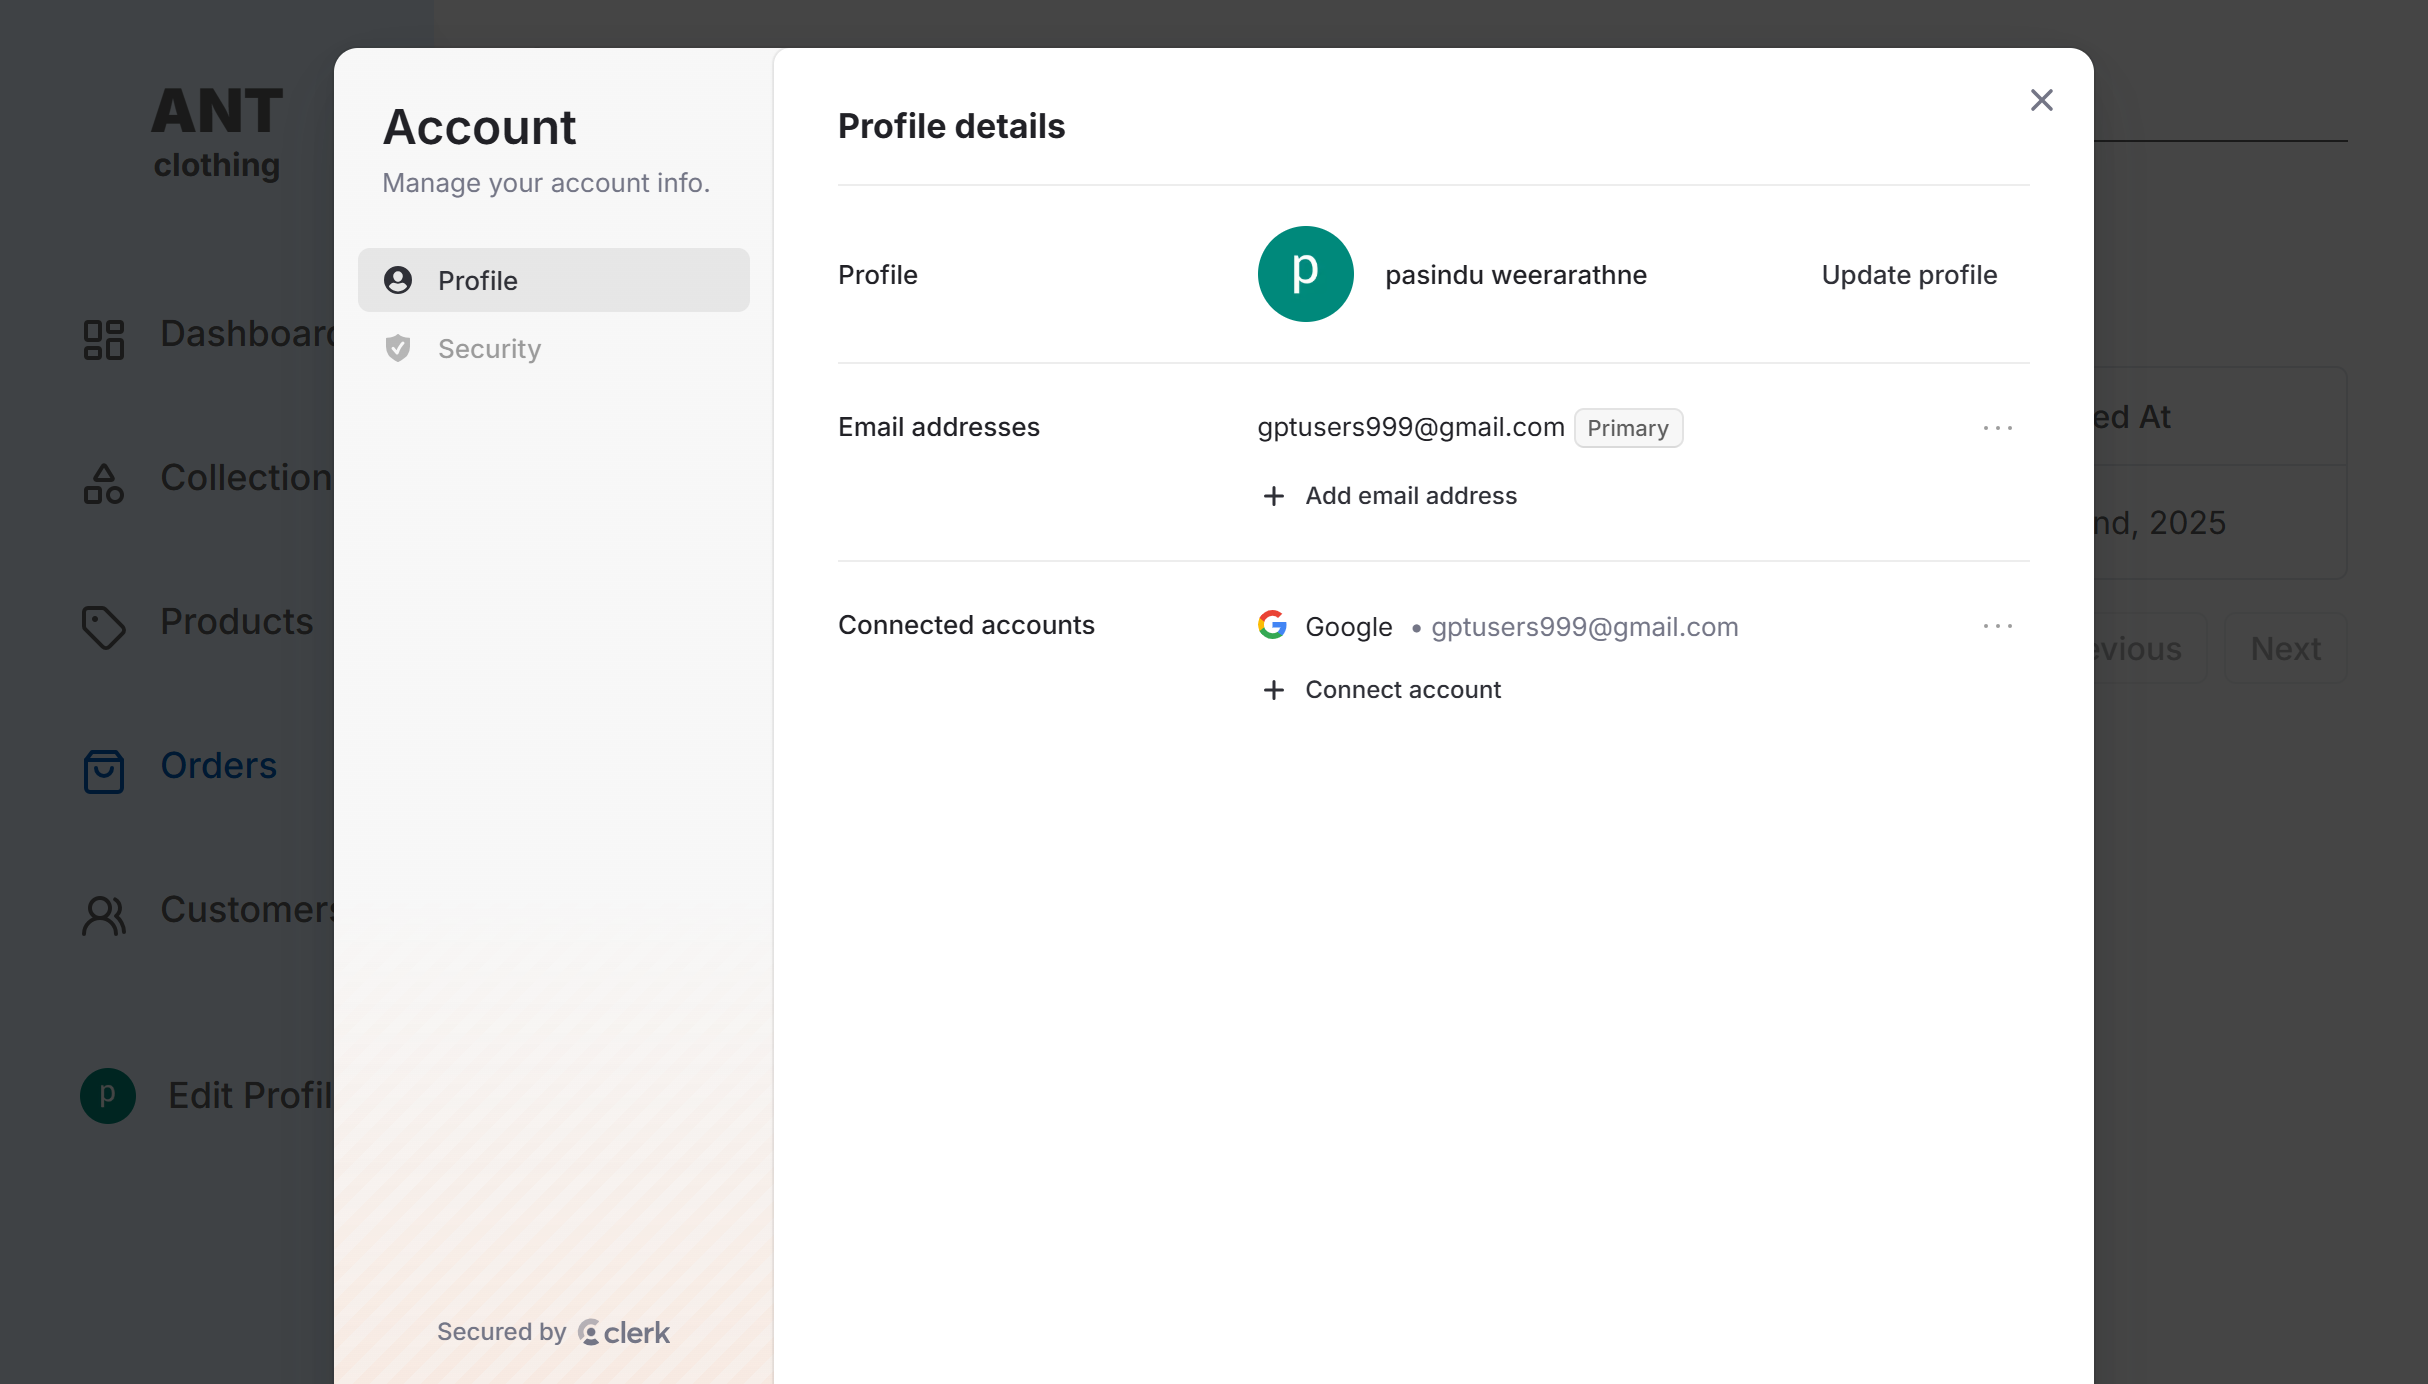 ANT
clothing
Dashboard
Collection
Products
Orders
Customers
p
Edit Profil
Account
Manage your account info.
Profile
Security
Secured by clerk
Profile details
Profile
p
pasindu weerarathne
Update profile
Email addresses
gptusers999@gmail.com Primary
Add email address
Connected accounts
Google • gptusers999@gmail.com
Connect account
ed At
nd, 2025
evious
Next